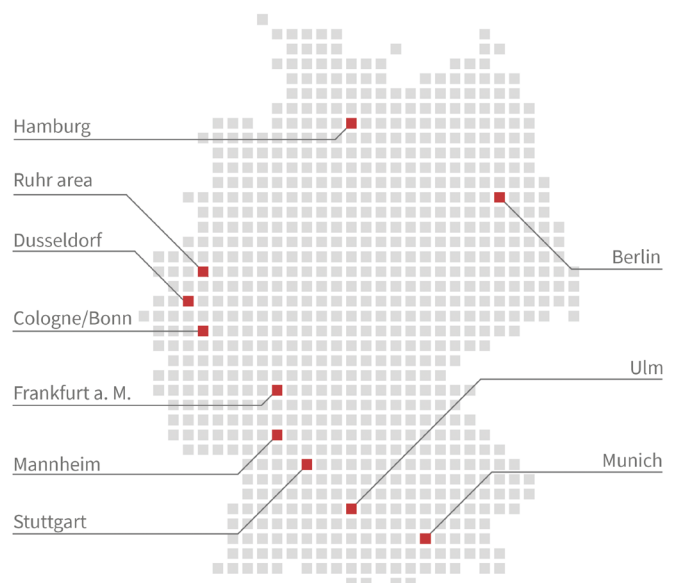 Hamburg
Ruhr area
Dusseldorf
Berlin
Cologne/Bonn
Ulm
Frankfurt a. M.
Munich
Mannheim
Stuttgart